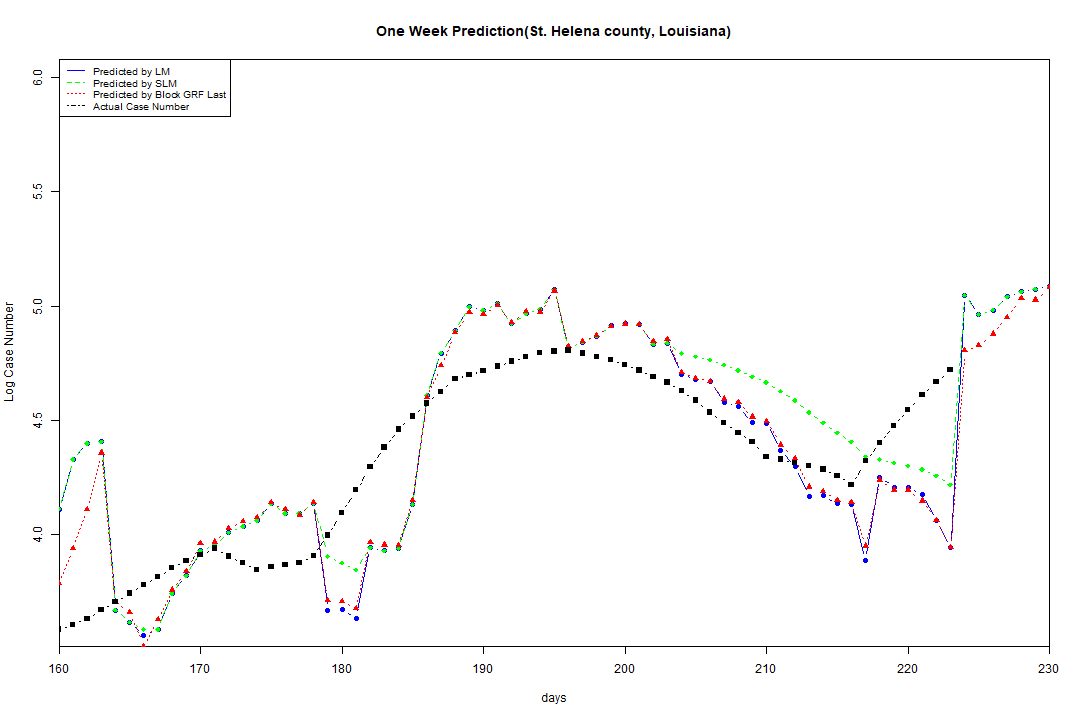 One Week Prediction(St. Helena county, Louisiana)
Predicted by LM
Predicted by SLM
Predicted by Block GRF Last
Actual Case Number
6.0
5.5
5.0
4.5
4.0
Log Case Number
160 170 180 190 200 210 220 230
days